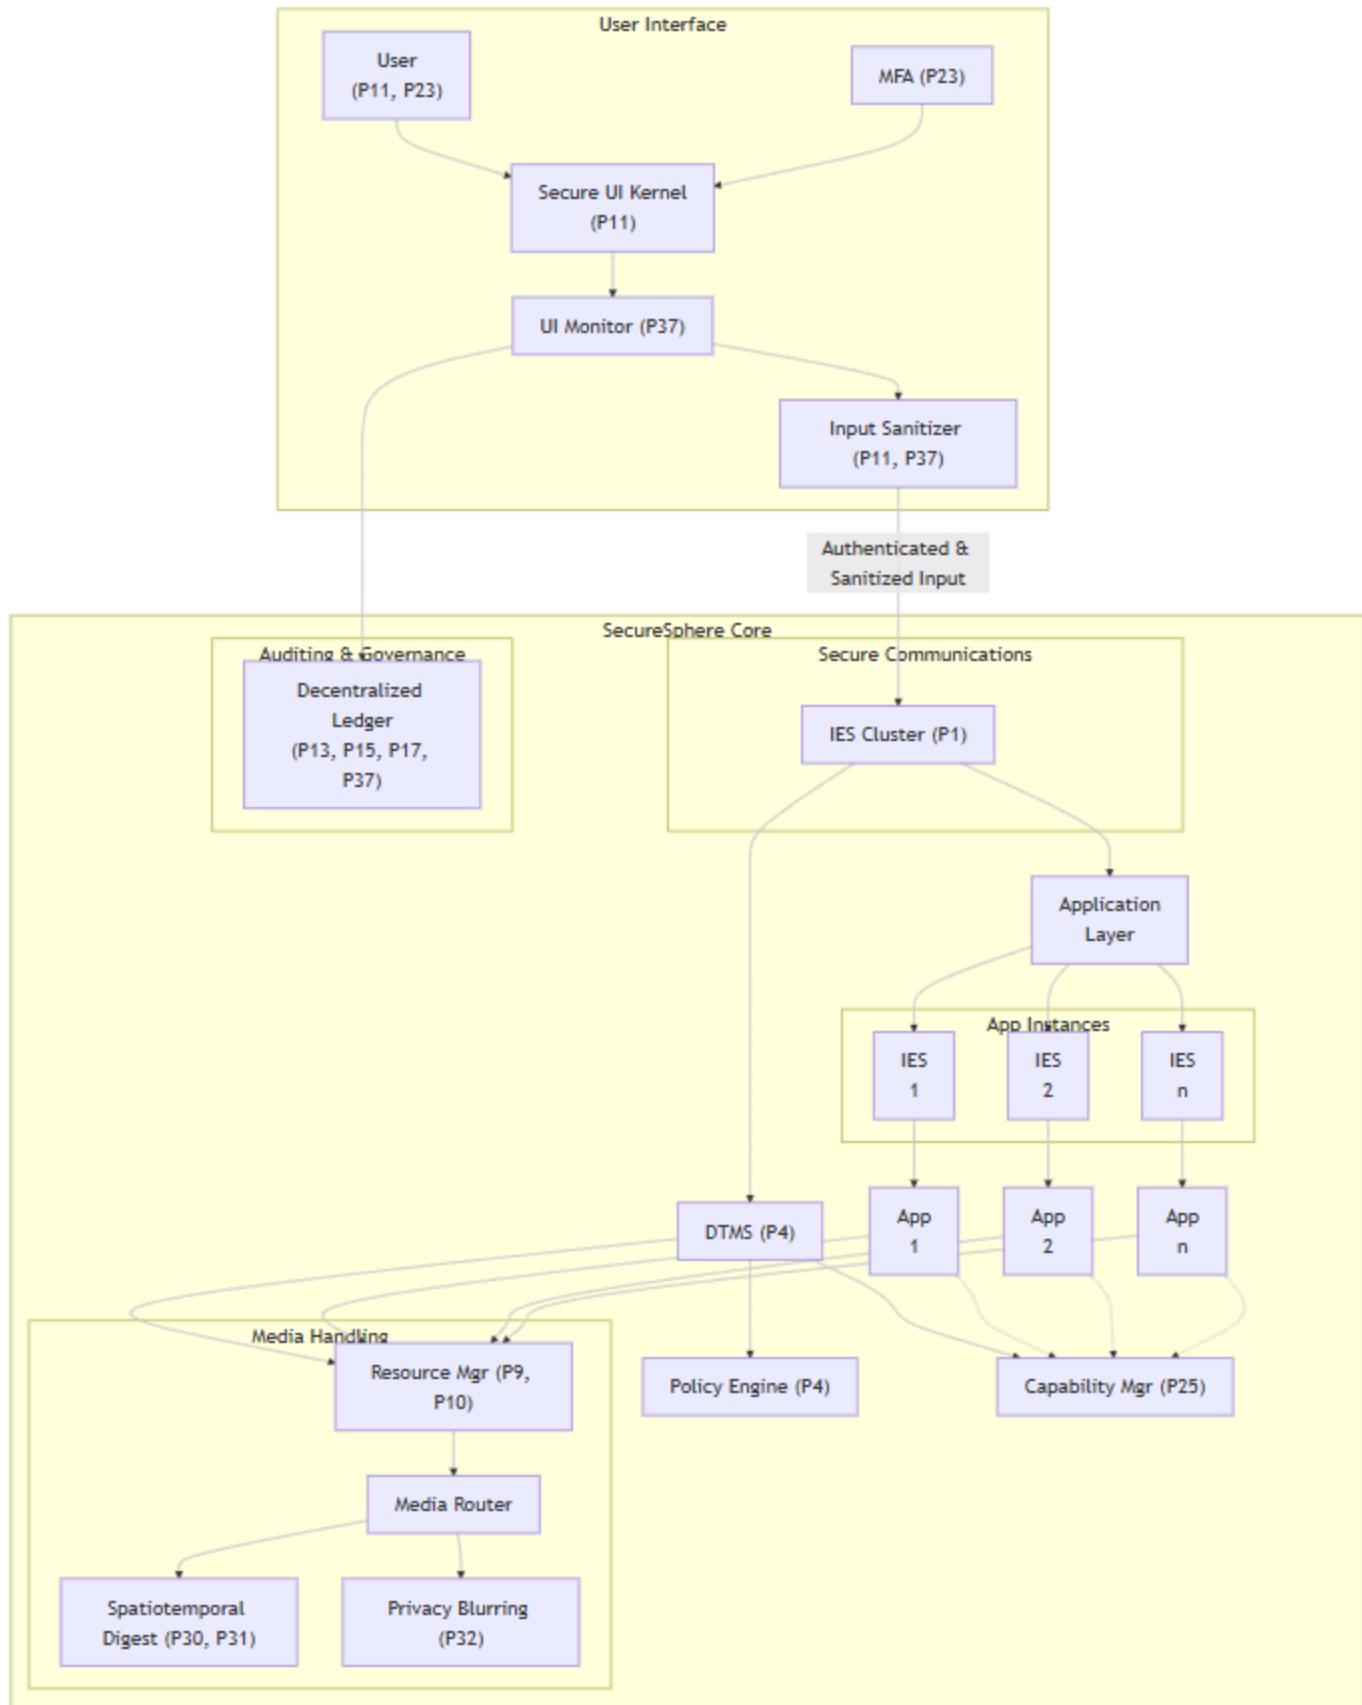 User Interface
User
(P11, P23)
MFA (P23)
Secure UI Kernel
(P11)
UI Monitor (P37)
Input Sanitizer
(P11, P37)
Authenticated &
Sanitized Input
SecureSphere Core
Auditing & Governance
Secure Communications
Decentralized
Ledger
(P13, P15, P17,
P37)
IES Cluster (P1)
Application
Layer
App Instances
IES
1
IES
2
IES
n
DTMS (P4)
App
1
App
2
App
n
Media Handling
Resource Mgr (P9,
P10)
Policy Engine (P4)
Capability Mgr (P25)
Media Router
Spatiotemporal
Digest (P30, P31)
Privacy Blurring
(P32)